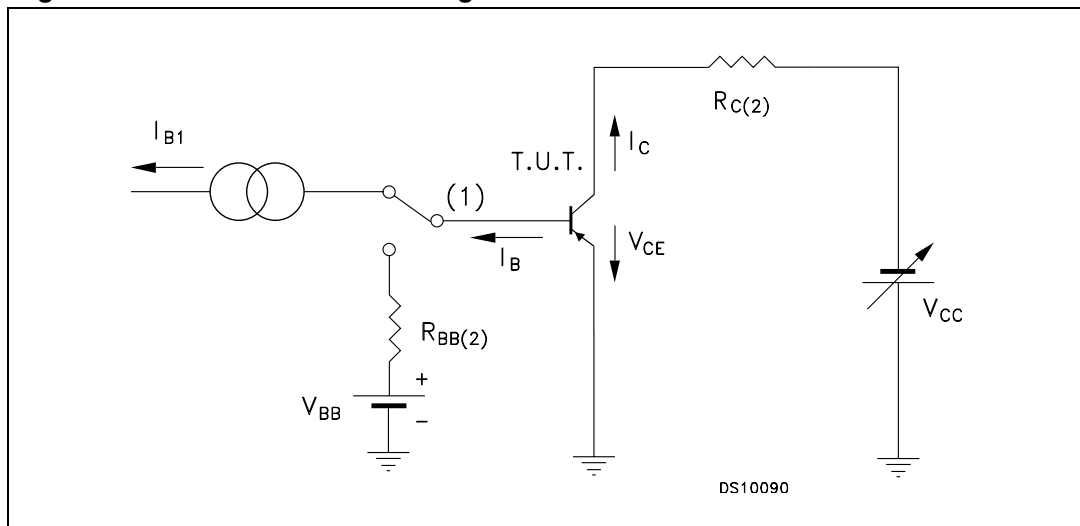 R_C(2)
I_B1
I_C
T.U.T.
(1)
V_CE
I_B
V_CC
R_BB(2)
+
V_BB
-
DS10090